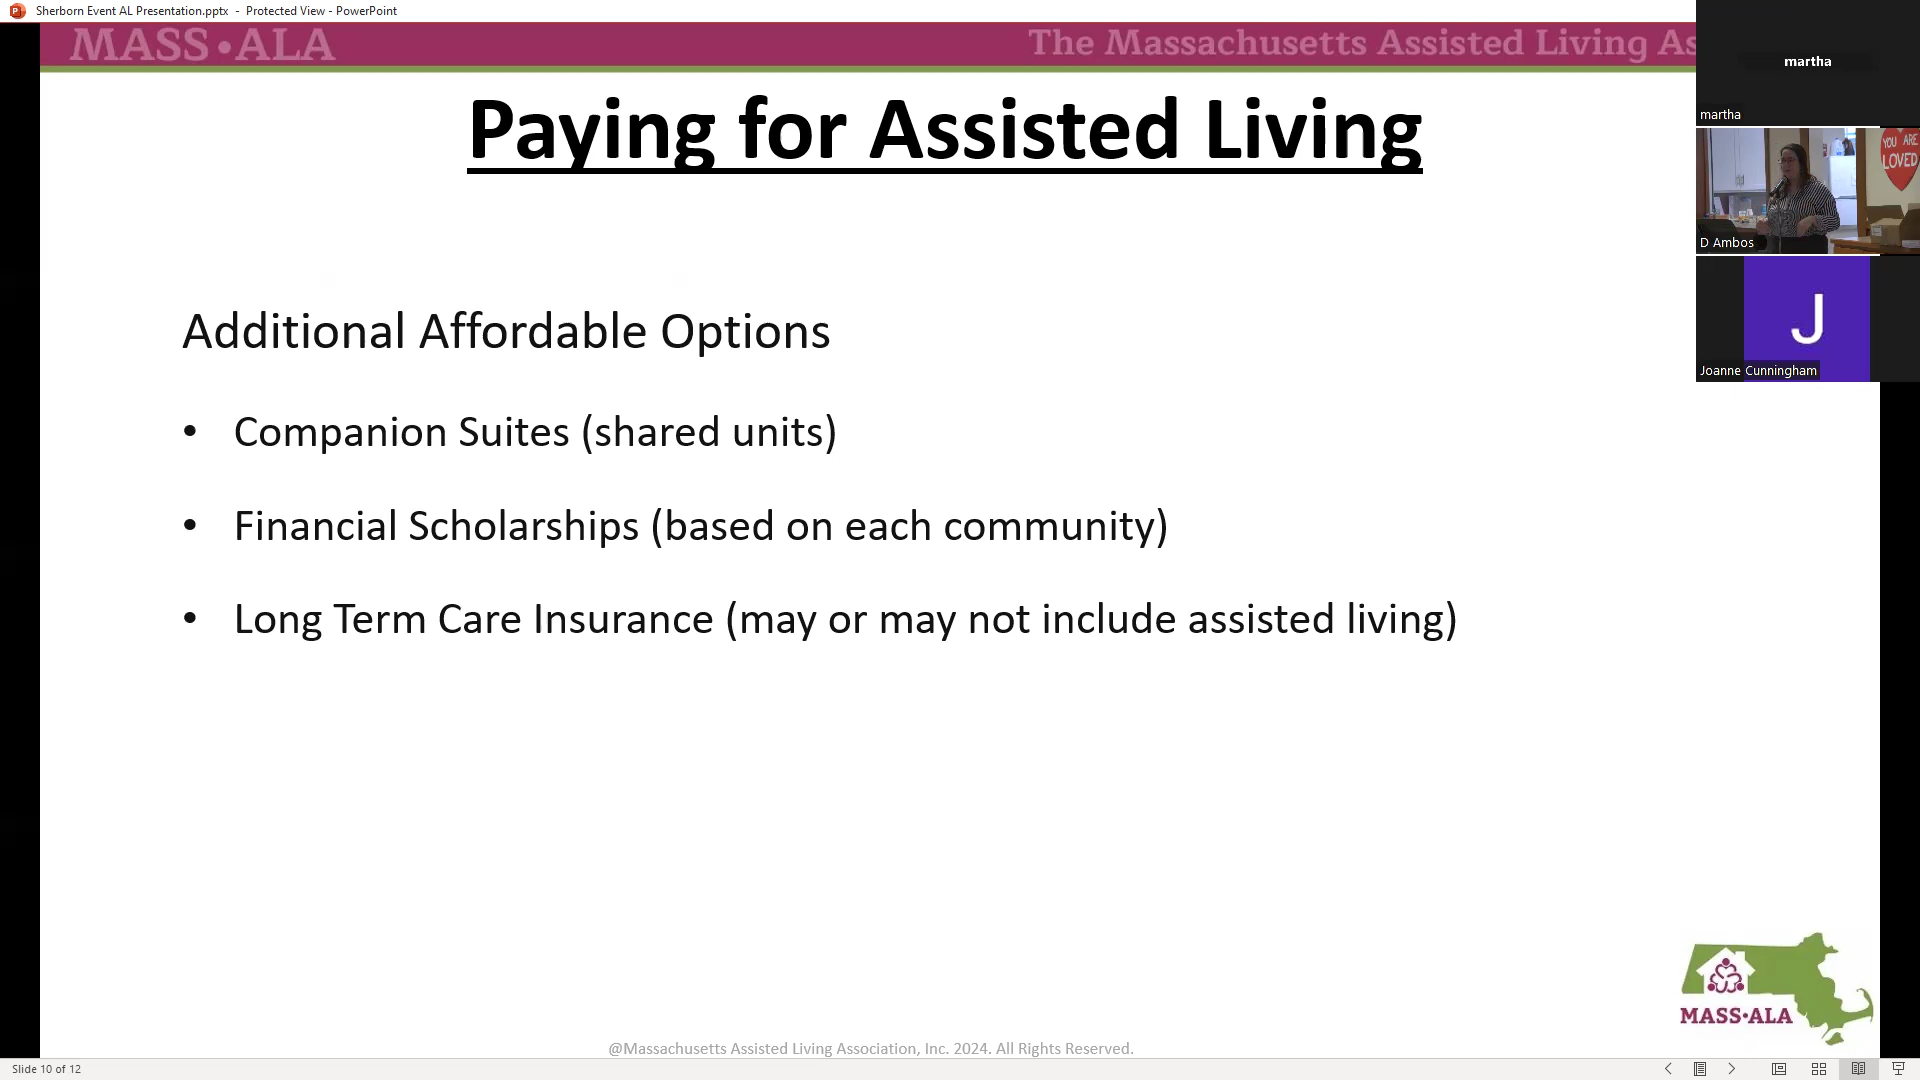 Sherborn Event AL Presentation.pptx - Protected View - PowerPoint
MASS•ALA
The Massachusetts Assisted Living As
Paying for Assisted Living
Additional Affordable Options
• Companion Suites (shared units)
• Financial Scholarships (based on each community)
• Long Term Care Insurance (may or may not include assisted living)
martha
martha
YOU ARE
LOVED
D Ambos
J
Joanne Cunningham
MASS•ALA
@Massachusetts Assisted Living Association, Inc. 2024. All Rights Reserved.
Slide 10 of 12